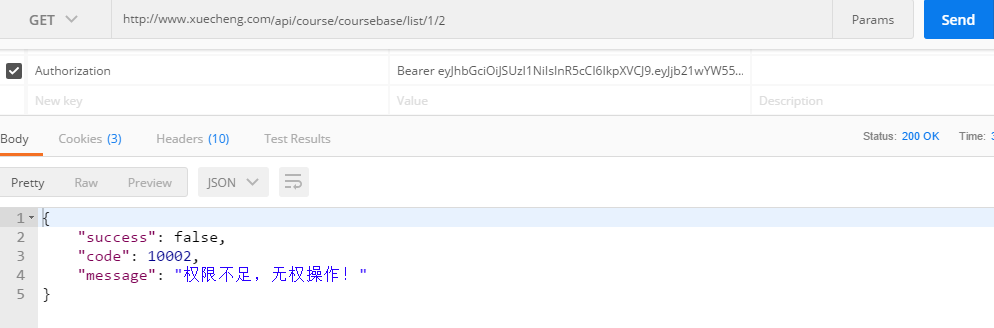 GET http://www.xuecheng.com/api/course/coursebase/list/1/2 Params Send
Authorization Bearer eyJhbGciOiJSUzI1NiIsInR5cCI6IkpXVCJ9.eyJjb21wYW55...
New key Value Description
Body Cookies (3) Headers (10) Test Results Status: 200 OK Time: 3
Pretty Raw Preview JSON
1 {
2 "success": false,
3 "code": 10002,
4 "message": "权限不足，无权操作！"
5 }